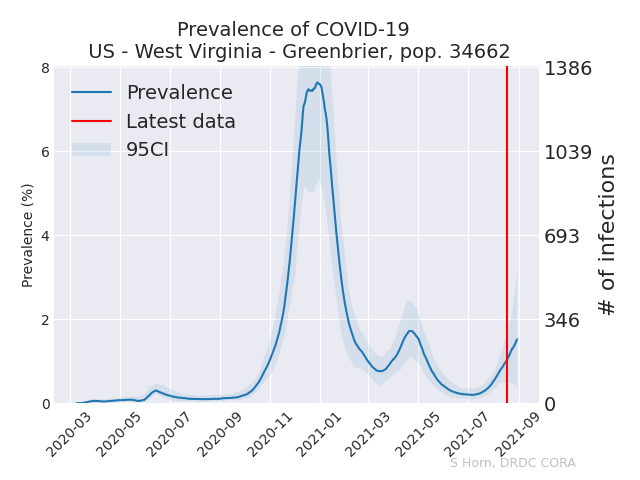 Prevalence of COVID-19
US - West Virginia - Greenbrier, pop. 34662
Prevalence
Latest data
95CI
8
6
4
2
0
Prevalence (%)
1386
1039
693
346
0
# of infections
2020-03
2020-05
2020-07
2020-09
2020-11
2021-01
2021-03
2021-05
2021-07
2021-09
S Horn, DRDC CORA